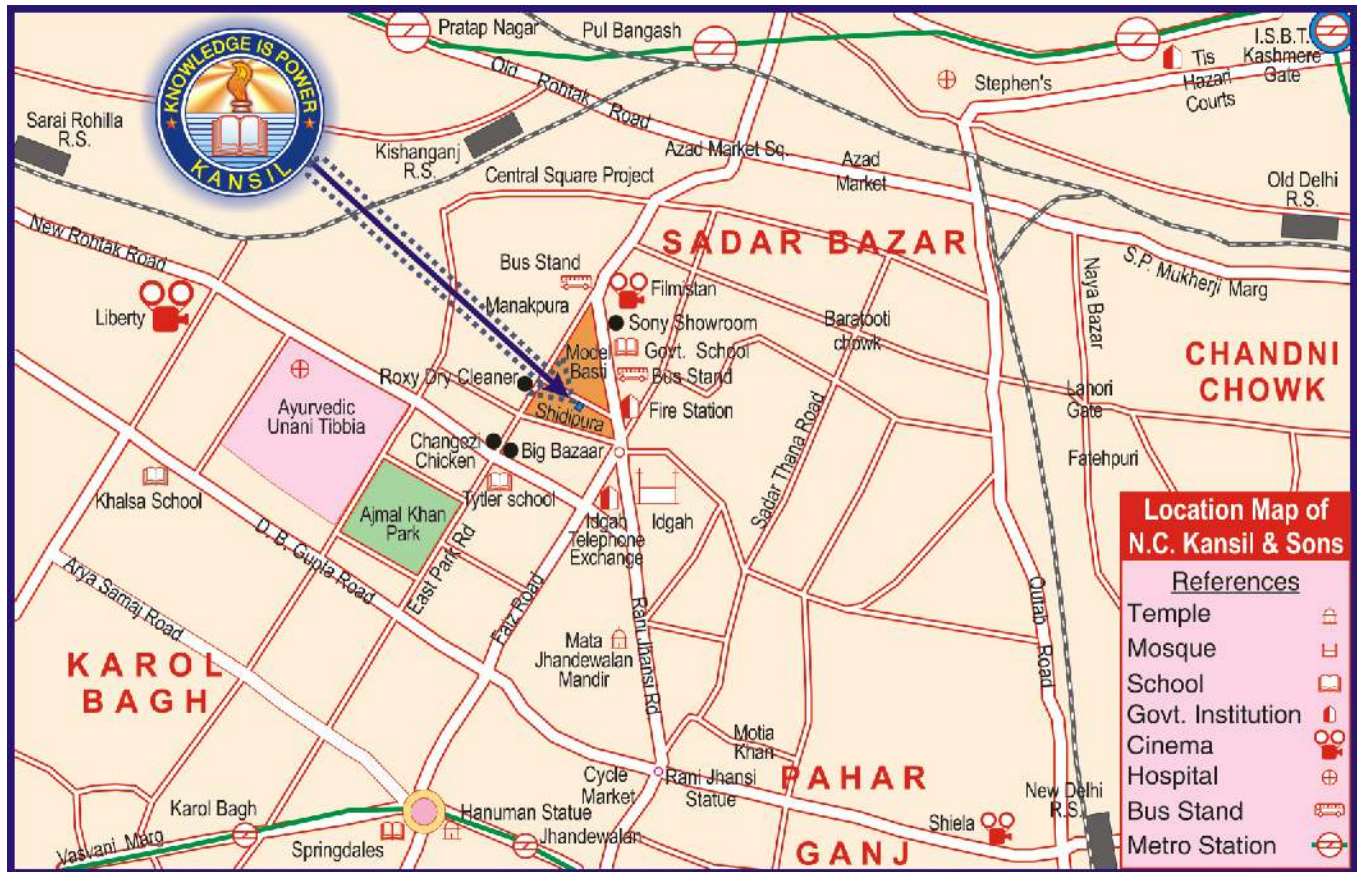 Pratap Nagar
Pul Bangash
I.S.B.T.
Kashmere
Gate
Tis
Hazari
Courts
Stephen's
KNOWLEDGE IS POWER
KANSIL
Old Rohtak Road
Sarai Rohilla
R.S.
Kishanganj
R.S.
Azad Market Sq.
Azad
Market
Central Square Project
Old Delhi
R.S.
New Rohtak Road
SADAR BAZAR
S.P. Mukherji Marg
Naya Bazar
Bus Stand
Filmistan
Manakpura
Liberty
Sony Showroom
Baratooti
chowk
Model
Basti
Govt. School
CHANDNI
CHOWK
Roxy Dry Cleaner
Bus Stand
Lahori
Gate
Shidipura
Fire Station
Ayurvedic
Unani Tibbia
Changezi
Chicken
Big Bazaar
Sadar Thana Road
Fatehpuri
Khalsa School
Tytler school
Ajmal Khan
Park
Idgah
Telephone
Exchange
Idgah
D. B. Gupta Road
East Park Rd
Arya Samaj Road
Faiz Road
Rani Jhansi Rd
Qutab Road
Mata
Jhandewalan
Mandir
KAROL
BAGH
Motia
Khan
Cycle
Market
Rani Jhansi
Statue
PAHAR
GANJ
New Delhi
R.S.
Karol Bagh
Hanuman Statue
Shiela
Vasvani Marg
Springdales
Jhandewalan
Location Map of
N.C. Kansil & Sons
References
Temple
Mosque
School
Govt. Institution
Cinema
Hospital
Bus Stand
Metro Station